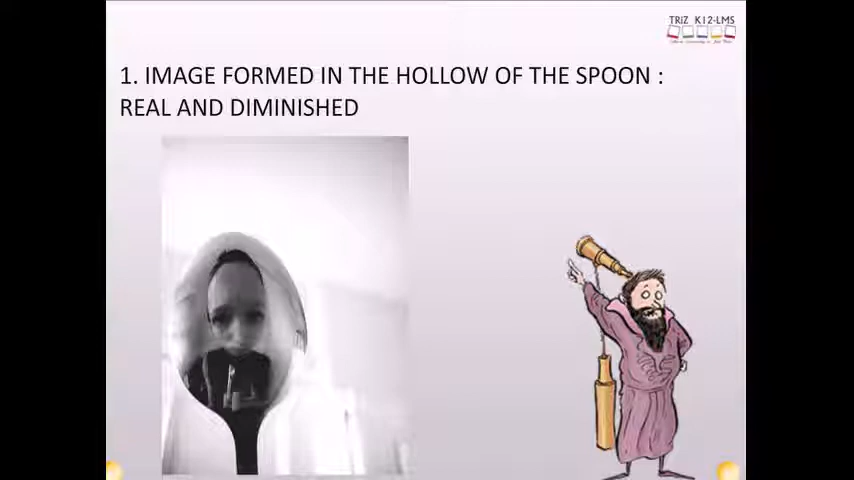 TRIZ K12-LMS
1. IMAGE FORMED IN THE HOLLOW OF THE SPOON :
REAL AND DIMINISHED